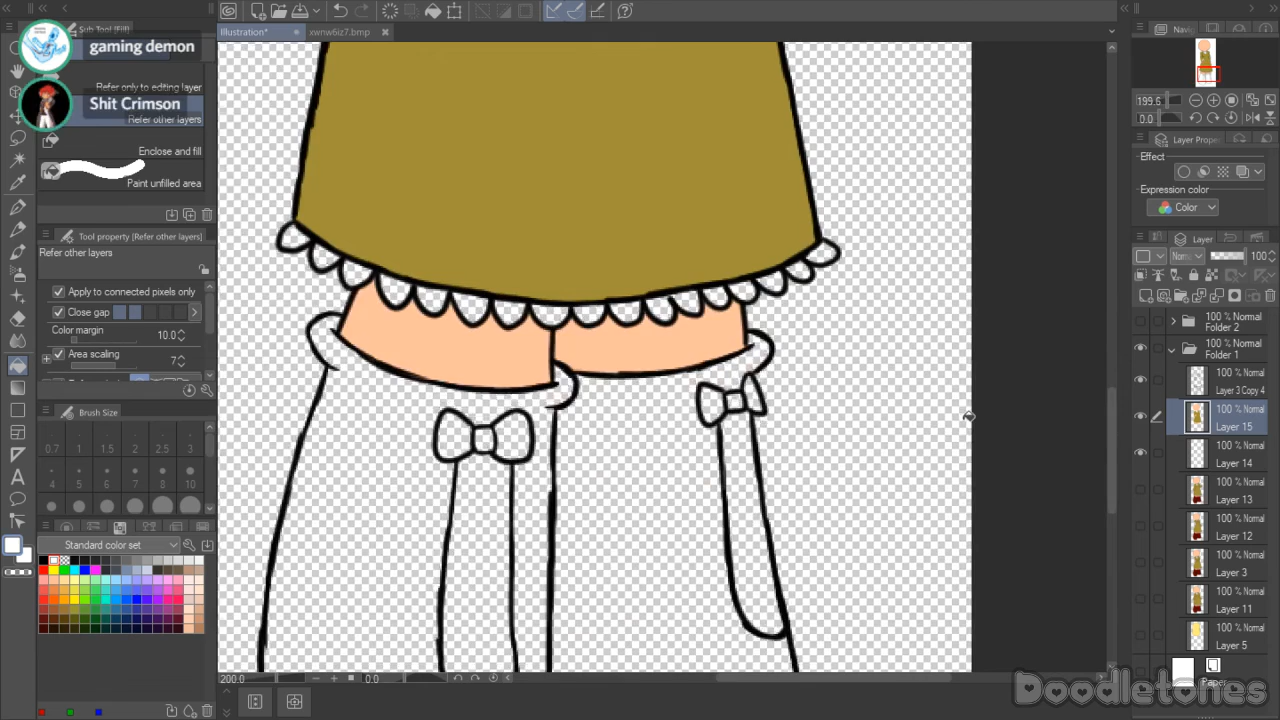 Illustration*
xwnw6iz7.bmp
Sub Tool [Fill]
gaming demon
Refer only to editing layer
Shit Crimson
Refer other layers
Enclose and fill
Paint unfilled area
Tool property [Refer other layers]
Refer other layers
Apply to connected pixels only
Close gap
Color margin
10.0
Area scaling
7
Brush Size
0.7 1 1.5 2 3
4 5 6 7 8
Standard color set
200.0
0.0
199.6
0.0
Layer Proper
Effect
Expression color
Color
Layer
100
100 % Normal
Folder 2
100 % Normal
Folder 1
100 % Normal
Layer 3 Copy 4
100 % Normal
Layer 15
100 % Normal
Layer 14
100 % Normal
Layer 13
100 % Normal
Layer 12
100 % Normal
Layer 3
100 % Normal
Layer 11
100 % Normal
Layer 5
Paper
Doodletones